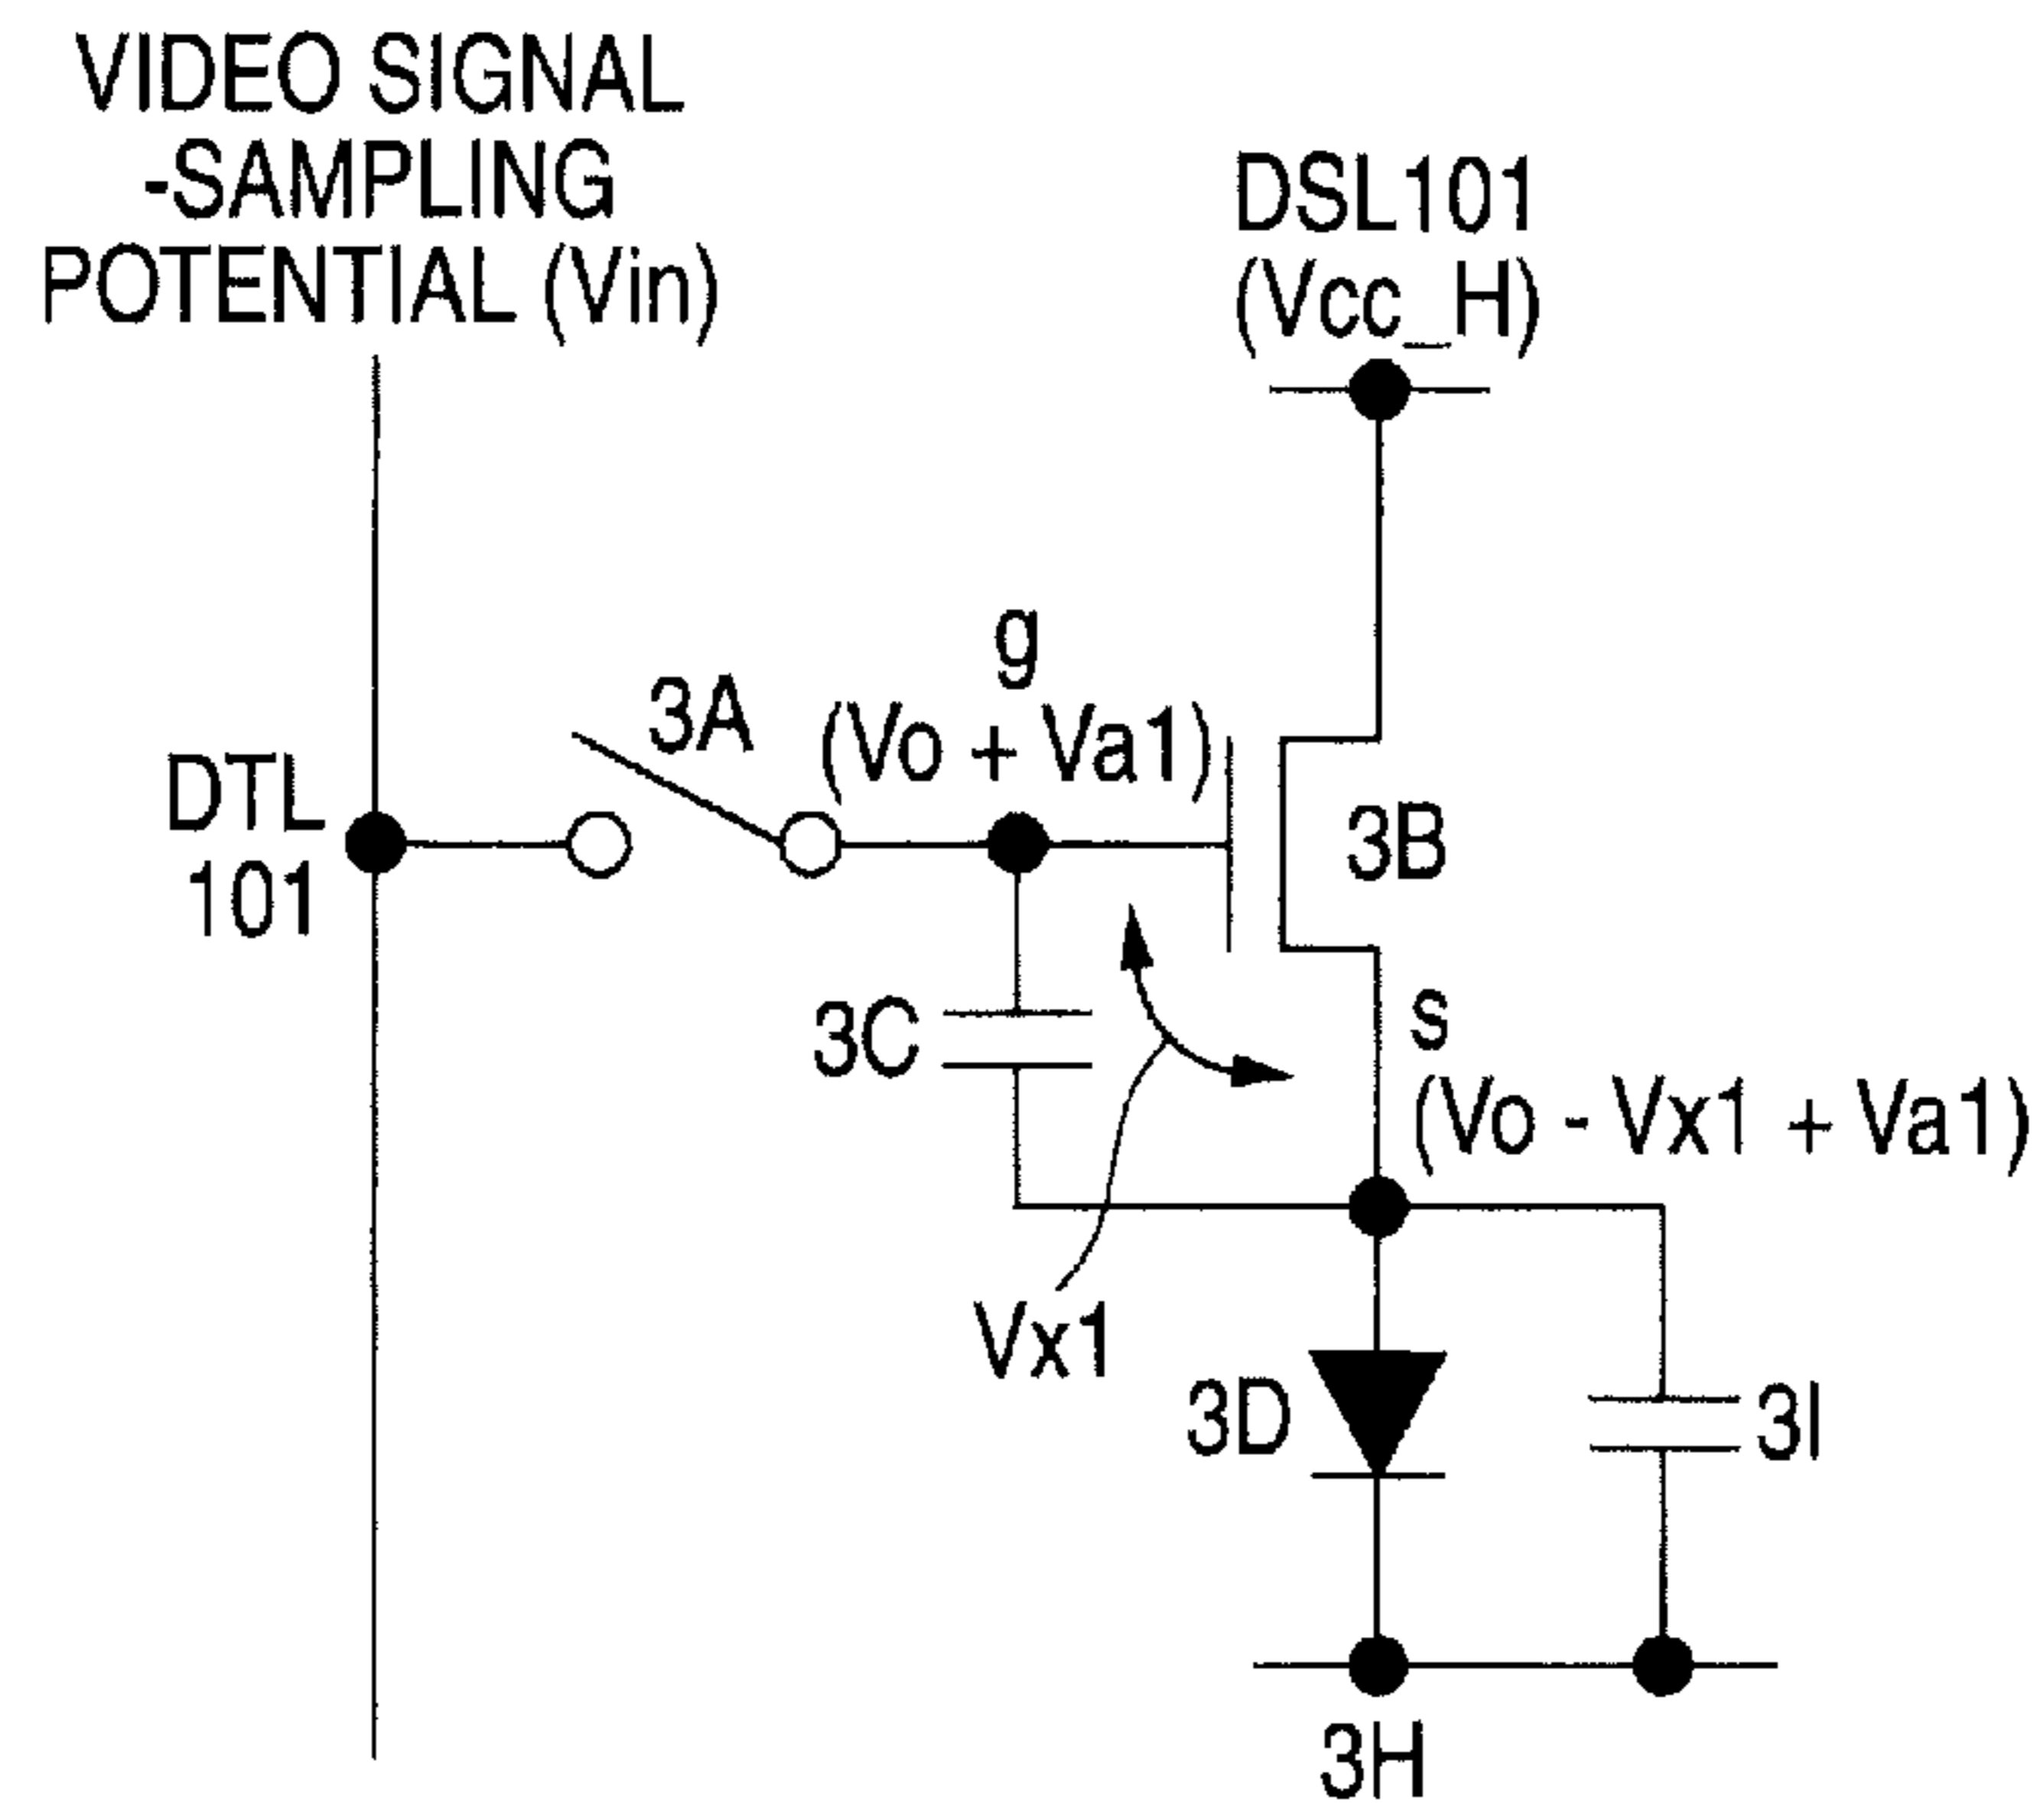 VIDEO SIGNAL
-SAMPLING
POTENTIAL (Vin)
DSL101
(Vcc_H)
g
(Vo + Va1)
3A
DTL
101
3B
3C
s
(Vo - Vx1 + Va1)
Vx1
3D
3I
3H